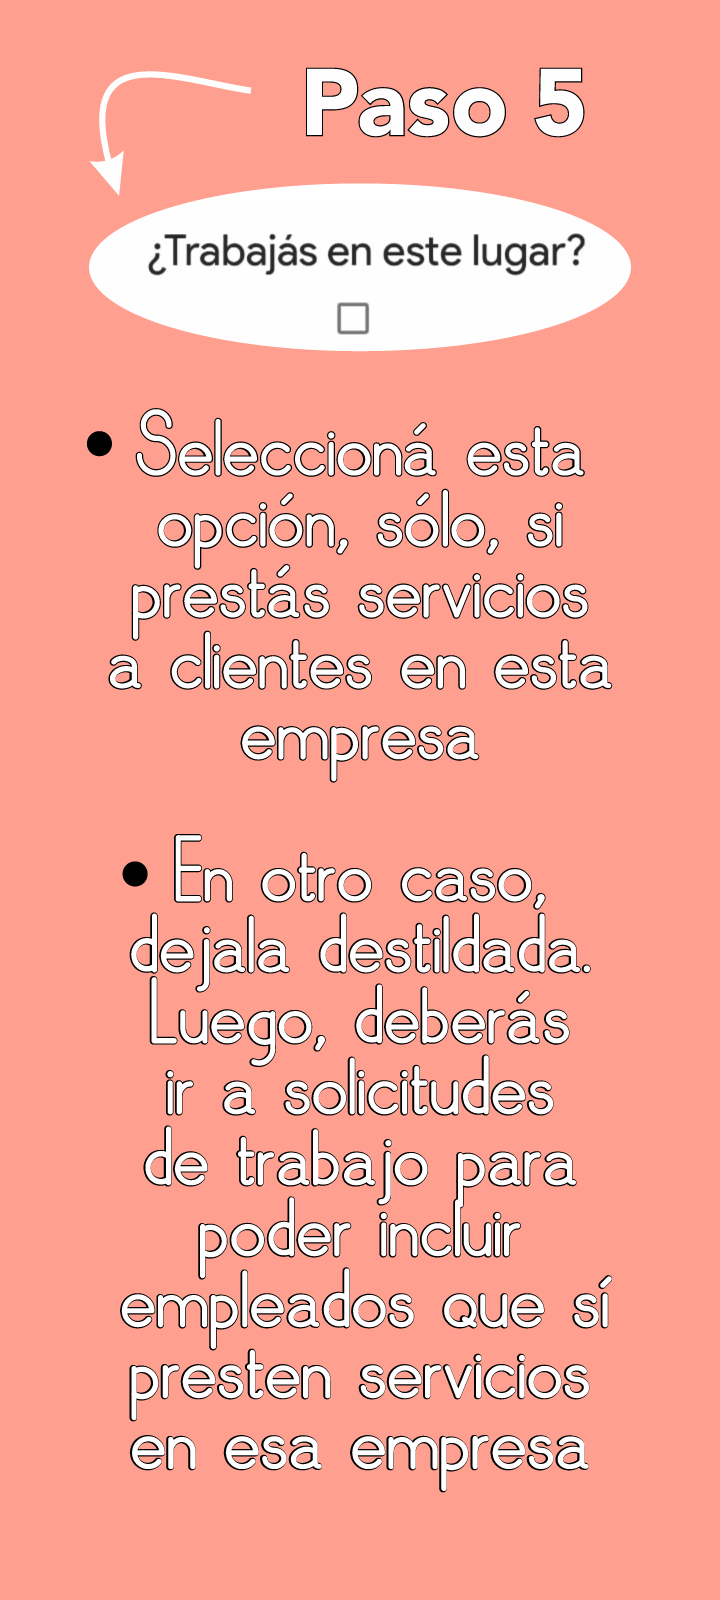 Paso 5
¿Trabajás en este lugar?
• Seleccioná esta
opción, sólo, si
prestás servicios
a clientes en esta
empresa
• En otro caso,
dejala destildada.
Luego, deberás
ir a solicitudes
de trabajo para
poder incluir
empleados que sí
presten servicios
en esa empresa